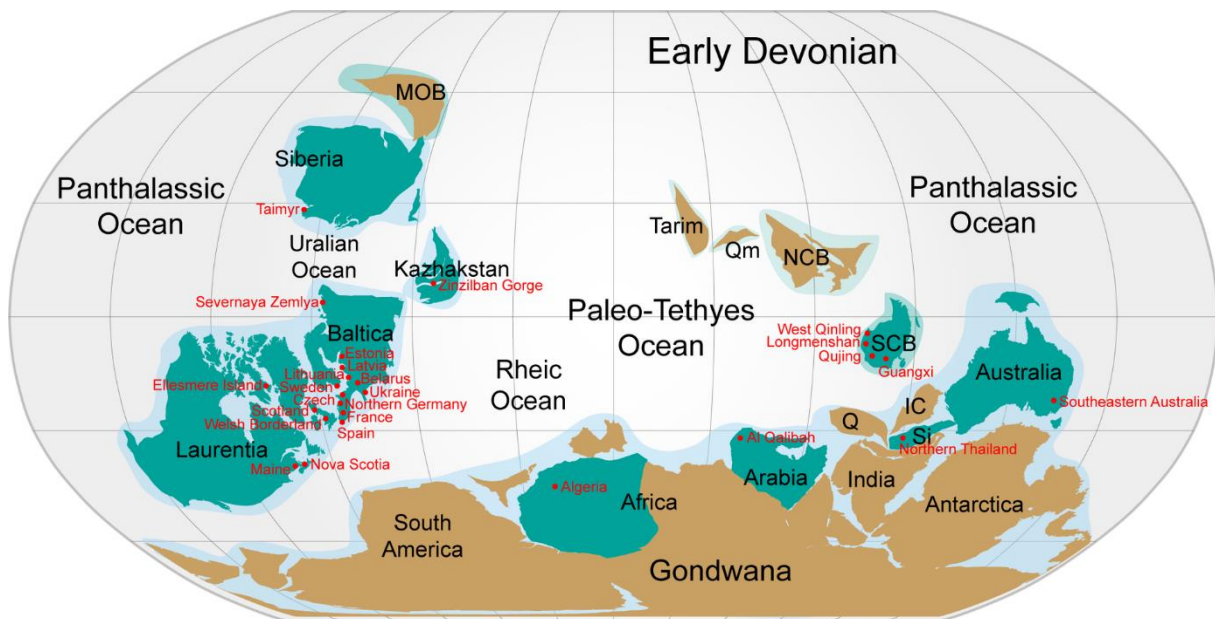 Early Devonian
MOB
Siberia
Panthalassic
Ocean
Panthalassic
Ocean
Taimyr
Tarim
Qm
NCB
Uralian
Ocean
Kazhakstan
Zinzilban Gorge
Severnaya Zemlya
Baltica
Paleo-Tethyes
Ocean
West Qinling
Longmenshan
SCB
Qujing
Guangxi
Estonia
Latvia
Lithuania
Belarus
Ellesmere Island
Sweden
Ukraine
Czech
Northern Germany
Scotland
France
Welsh Borderland
Spain
Rheic
Ocean
Australia
Southeastern Australia
IC
Q
Si
Northern Thailand
Al Qalibah
Laurentia
Maine
Nova Scotia
Arabia
India
Algeria
Africa
Antarctica
South
America
Gondwana